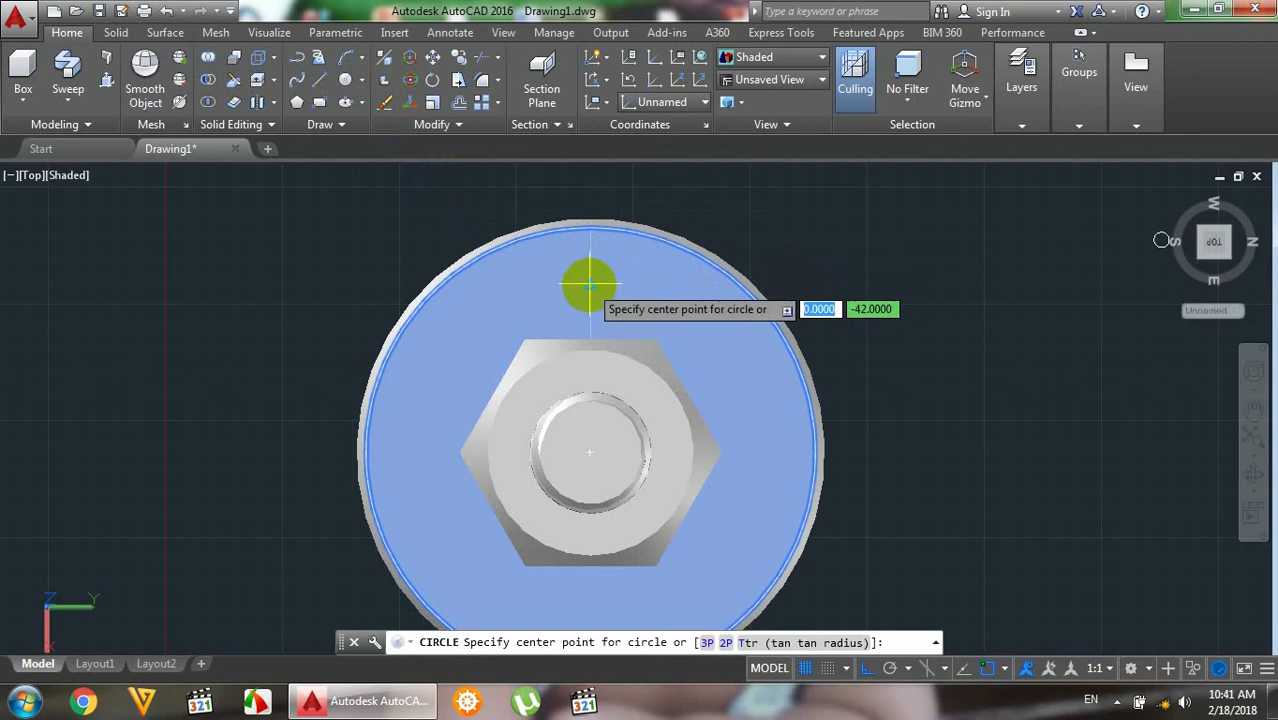 Autodesk AutoCAD 2016 Drawing1.dwg
Type a keyword or phrase
Sign In
Home Solid Surface Mesh Visualize Parametric Insert Annotate View Manage Output Add-ins A360 Express Tools Featured Apps BIM 360 Performance
Box
Sweep
Smooth
Object
Section
Plane
Unnamed
Shaded
Unsaved View
Culling
No Filter
Move
Gizmo
Layers
Groups
View
Modeling
Mesh
Solid Editing
Draw
Modify
Section
Coordinates
View
Selection
Start
Drawing1*
[−][Top][Shaded]
W
S
TOP
N
E
Unnamed
Specify center point for circle or
0.0000
-42.0000
Z
Y
X
CIRCLE Specify center point for circle or [3P 2P Ttr (tan tan radius)]:
Model
Layout1
Layout2
MODEL
1:1
321
Autodesk AutoCA...
321
EN
10:41 AM
2/18/2018